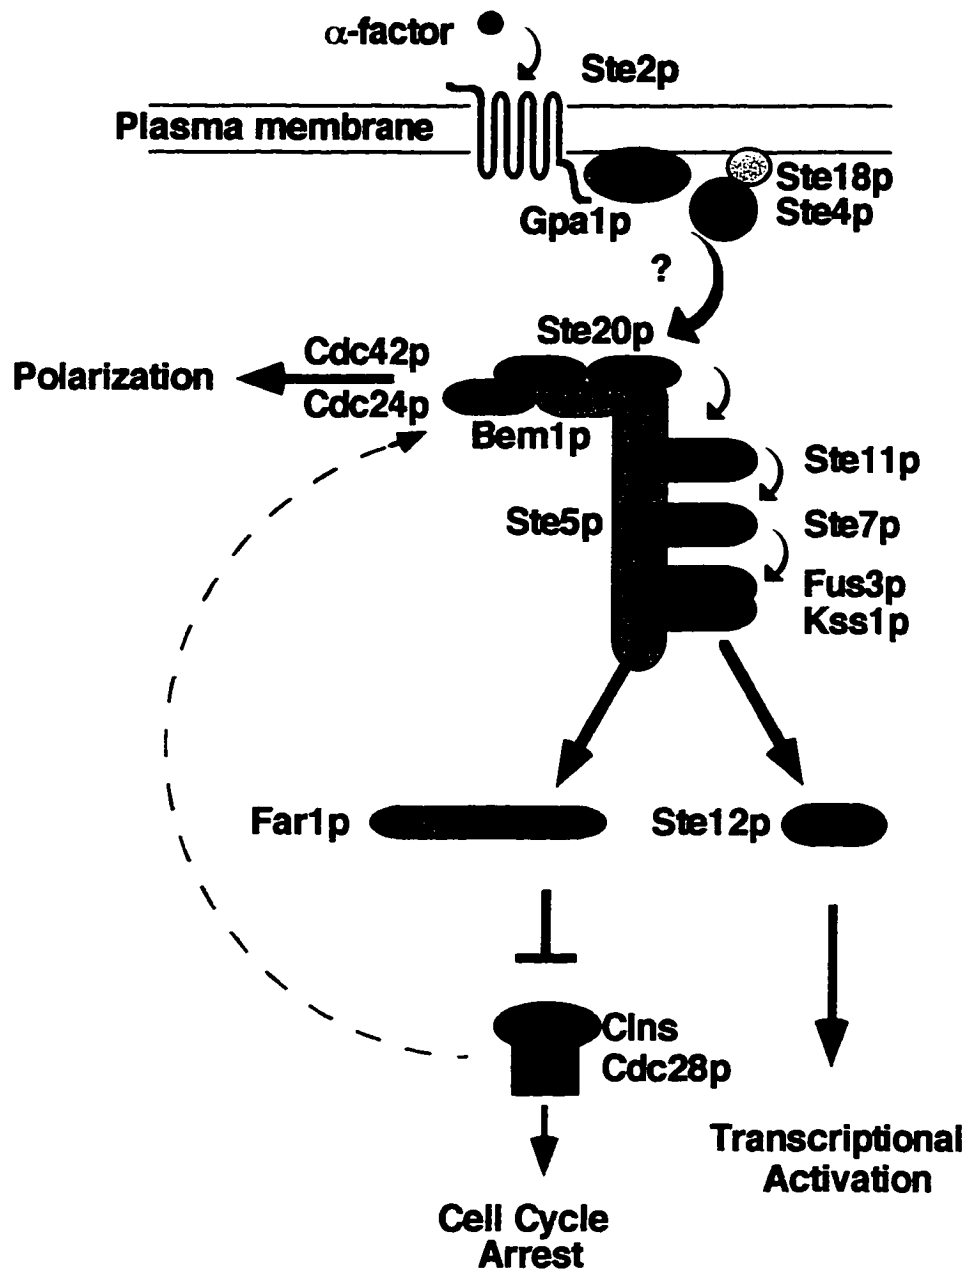 α-factor
Ste2p
Plasma membrane
Ste18p
Ste4p
Gpa1p
?
Ste20p
Cdc42p
Polarization
Cdc24p
Bem1p
Ste11p
Ste5p
Ste7p
Fus3p
Kss1p
Far1p
Ste12p
Clns
Cdc28p
Transcriptional
Activation
Cell Cycle
Arrest